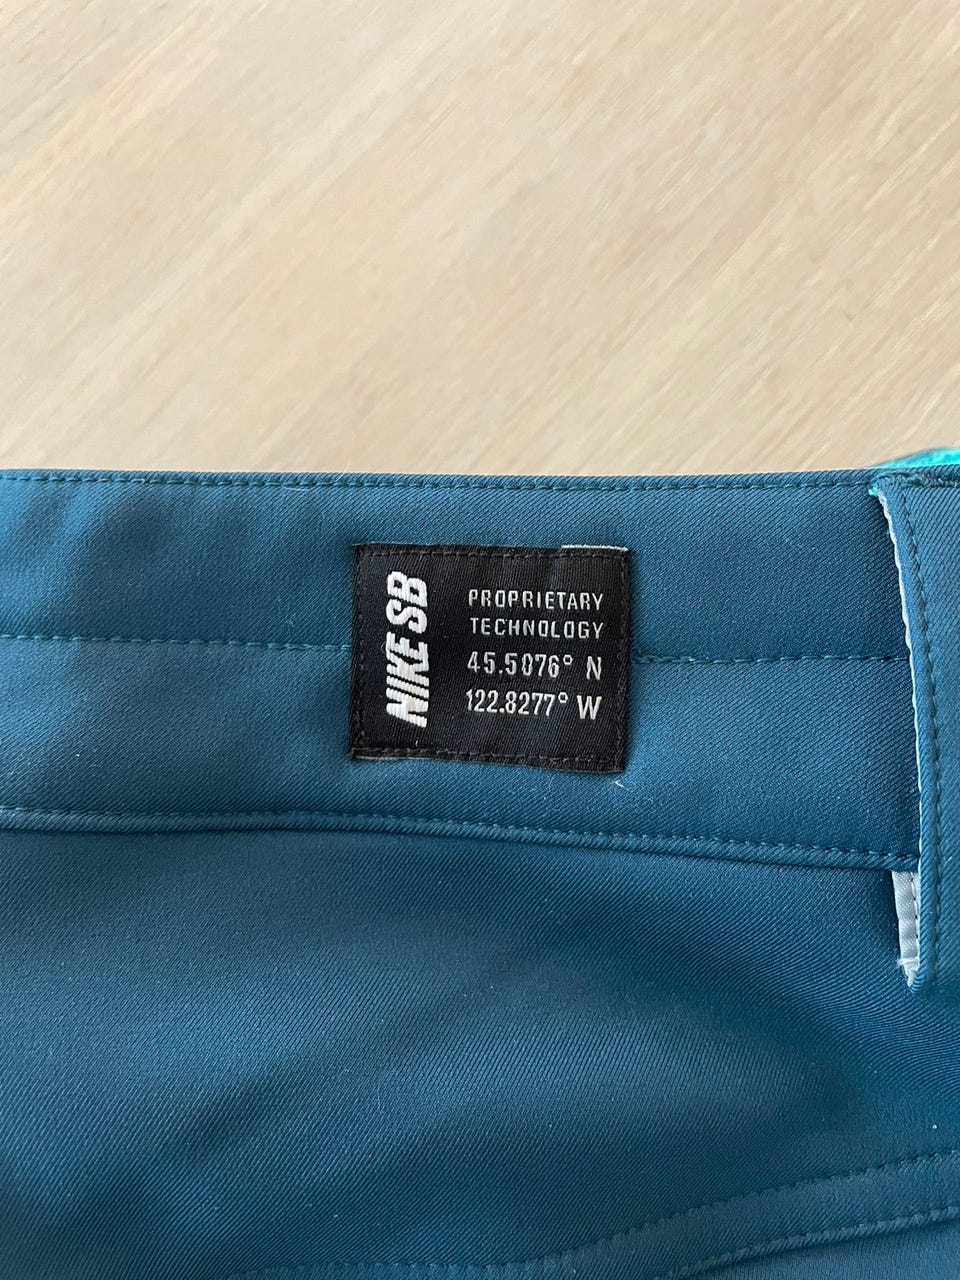 NIKE SB
PROPRIETARY
TECHNOLOGY
45.5076° N
122.8277° W